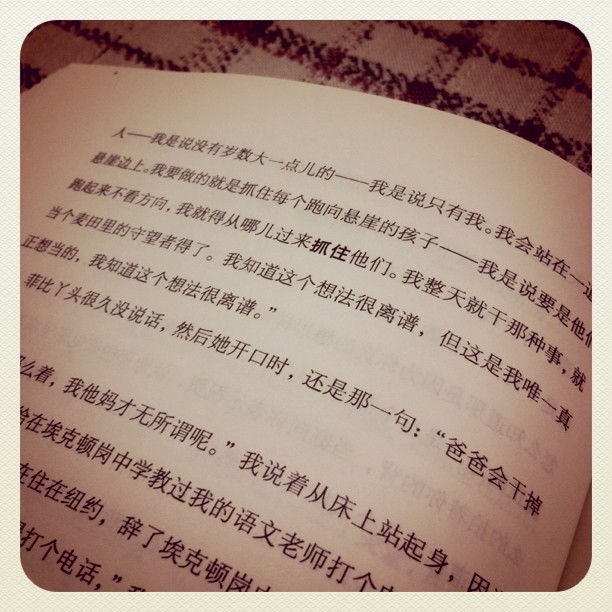 人——我是说没有岁数大一点儿的——我是说只有我。我会站在一道
悬崖边上。我要做的就是抓住每个跑向悬崖的孩子——我是说要是他们
跑起来不看方向，我就得从哪儿过来抓住他们。我整天就干那种事，就
当个麦田里的守望者得了。我知道这个想法很离谱，但这是我唯一真
正想当的，我知道这个想法很离谱。”
菲比丫头很久没说话，然后她开口时，还是那一句：“爸爸会干掉
么着，我他妈才无所谓呢。”我说着从床上站起身，因
在埃克顿岗中学教过我的语文老师打个电
在住在纽约，辞了埃克顿岗
打个电话，”